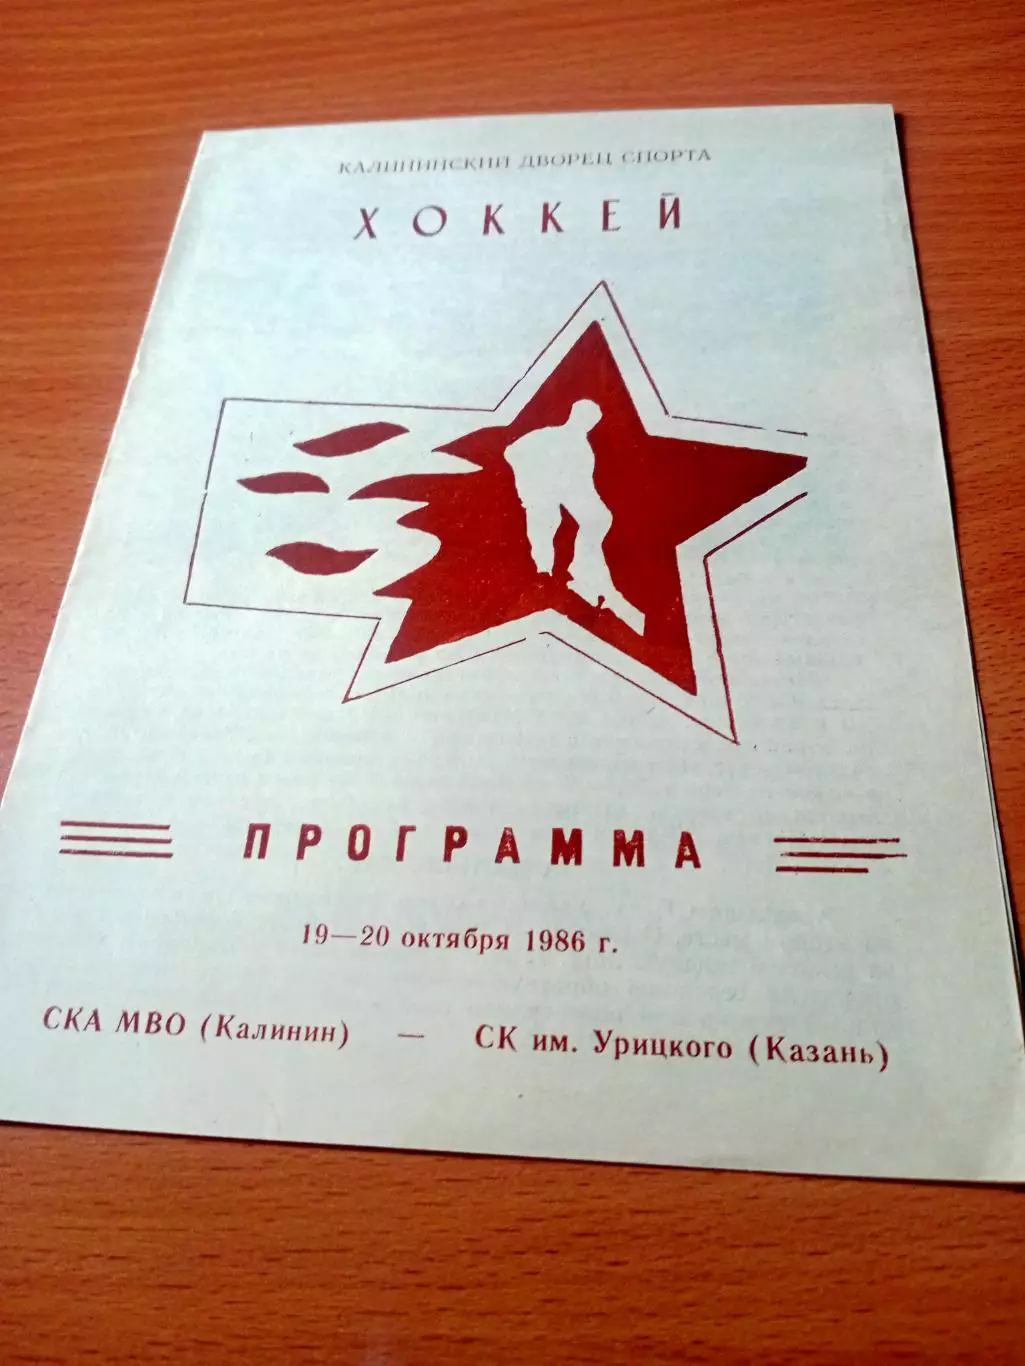 КАЛИНИНСКИЙ ДВОРЕЦ СПОРТА
ХОККЕЙ
ПРОГРАММА
19—20 октября 1986 г.
СКА МВО (Калинин) — СК им. Урицкого (Казань)